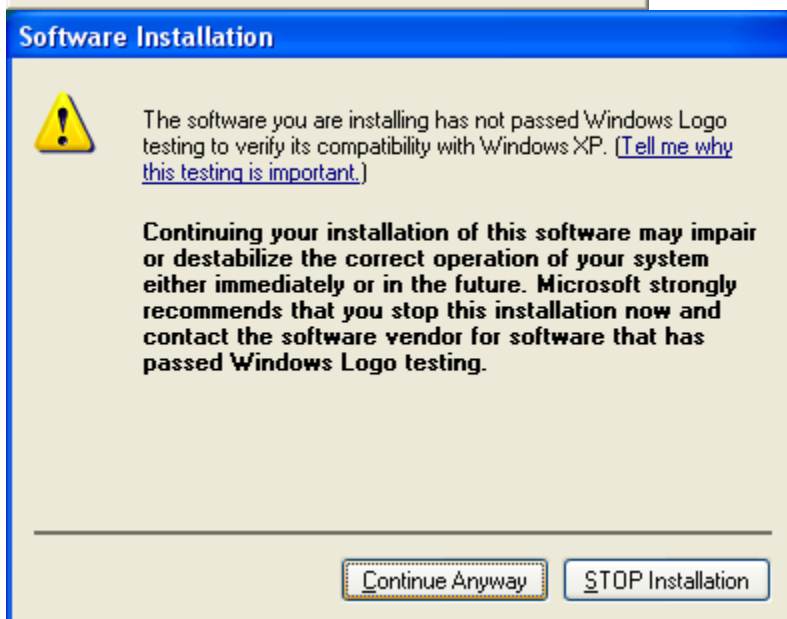 Software Installation
The software you are installing has not passed Windows Logo
testing to verify its compatibility with Windows XP. (Tell me why
this testing is important.)
Continuing your installation of this software may impair
or destabilize the correct operation of your system
either immediately or in the future. Microsoft strongly
recommends that you stop this installation now and
contact the software vendor for software that has
passed Windows Logo testing.
Continue Anyway
STOP Installation